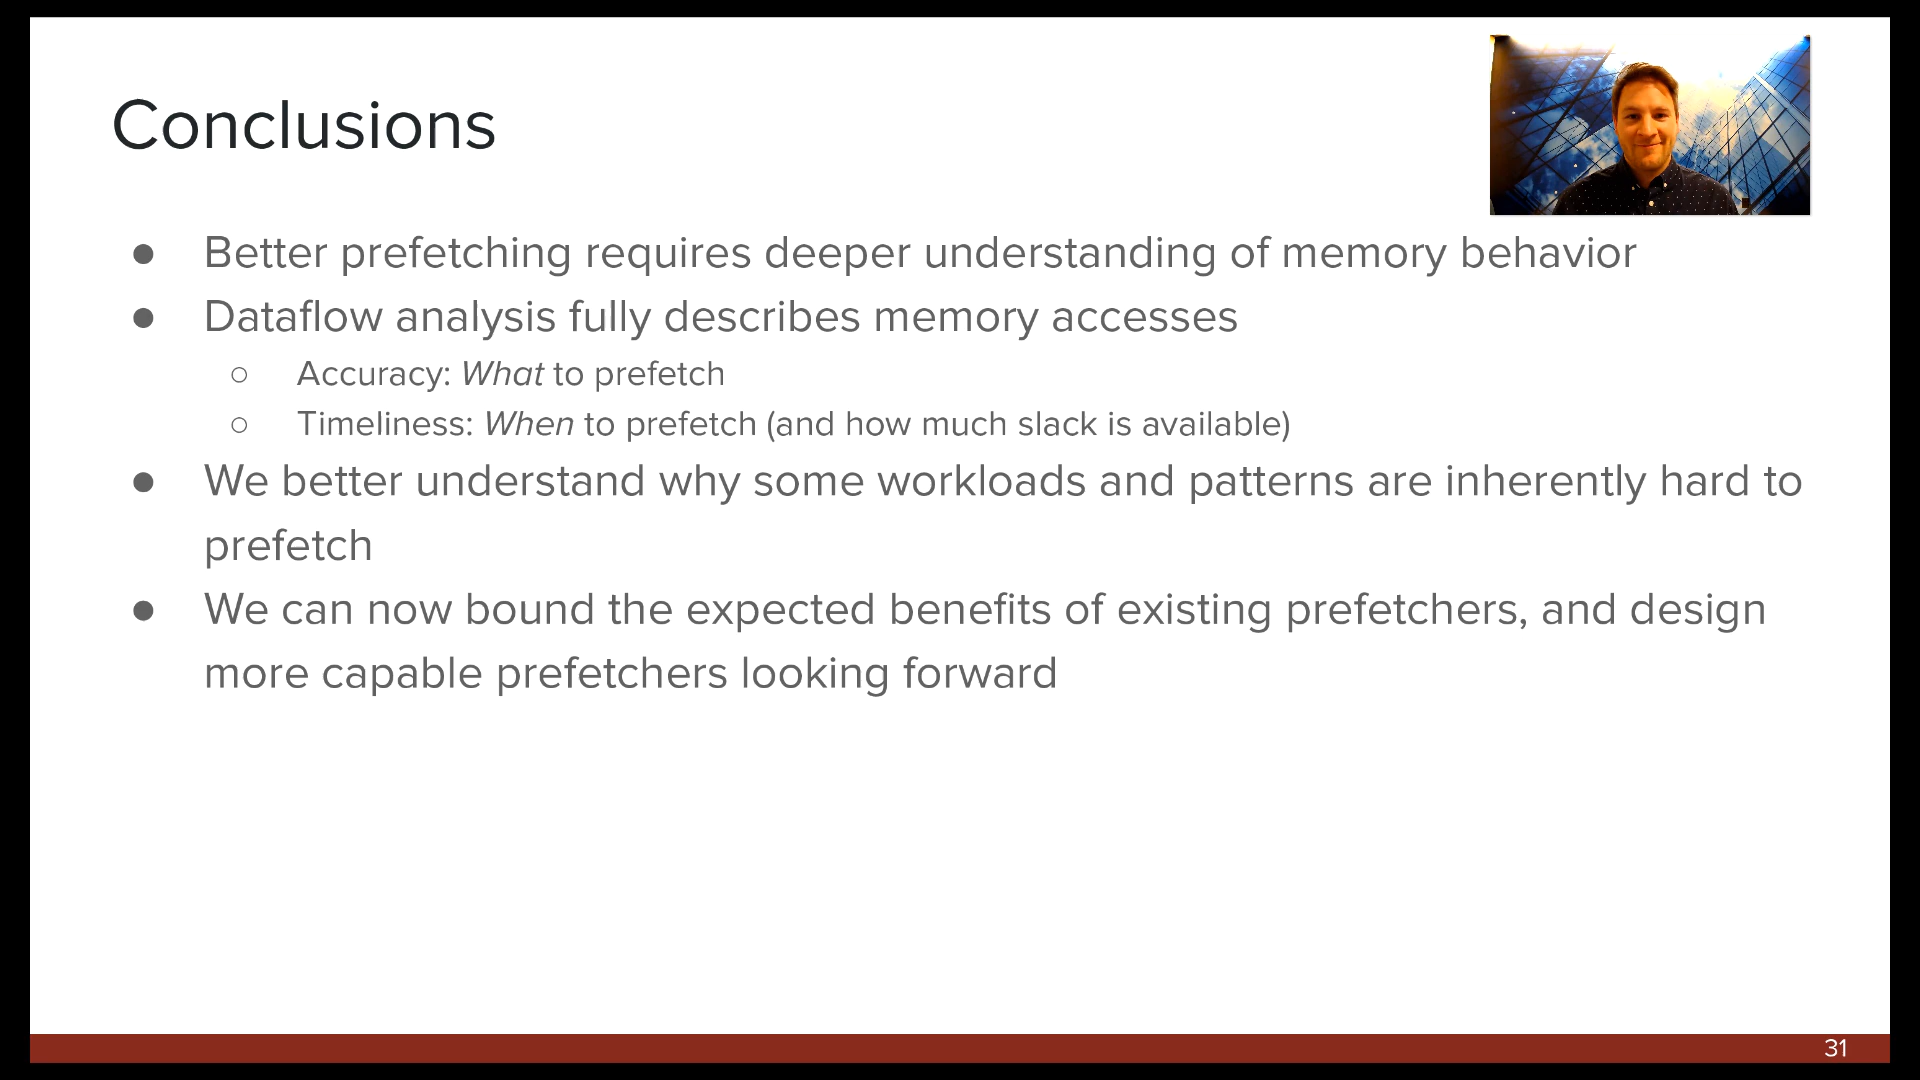 Conclusions
● Better prefetching requires deeper understanding of memory behavior
● Dataflow analysis fully describes memory accesses
○ Accuracy: What to prefetch
○ Timeliness: When to prefetch (and how much slack is available)
● We better understand why some workloads and patterns are inherently hard to
prefetch
● We can now bound the expected benefits of existing prefetchers, and design
more capable prefetchers looking forward
31